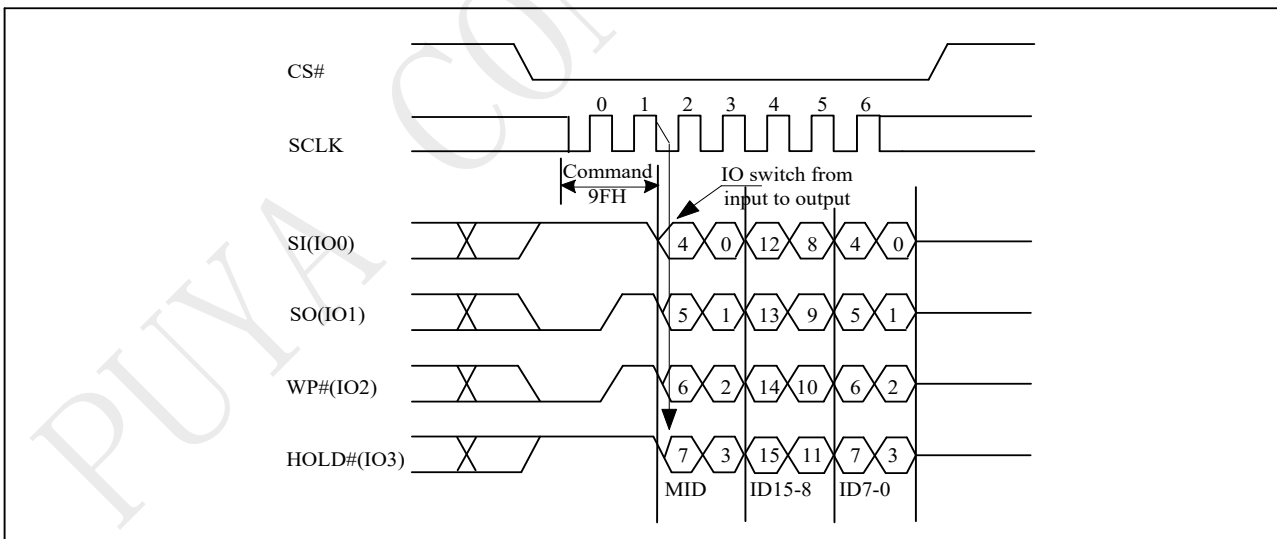 PUYA CON
CS#
0 1 2 3 4 5 6
SCLK
Command
9FH
IO switch from
input to output
SI(IO0)
4 0 12 8 4 0
SO(IO1)
5 1 13 9 5 1
WP#(IO2)
6 2 14 10 6 2
HOLD#(IO3)
7 3 15 11 7 3
MID ID15-8 ID7-0